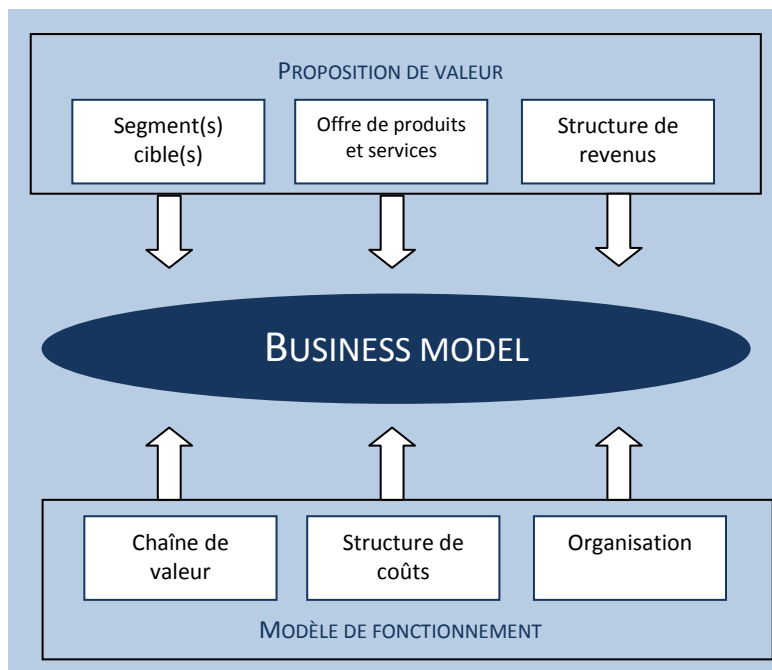 PROPOSITION DE VALEUR
Segment(s)
cible(s)
Offre de produits
et services
Structure de
revenus
BUSINESS MODEL
Chaîne de
valeur
Structure de
coûts
Organisation
MODÈLE DE FONCTIONNEMENT